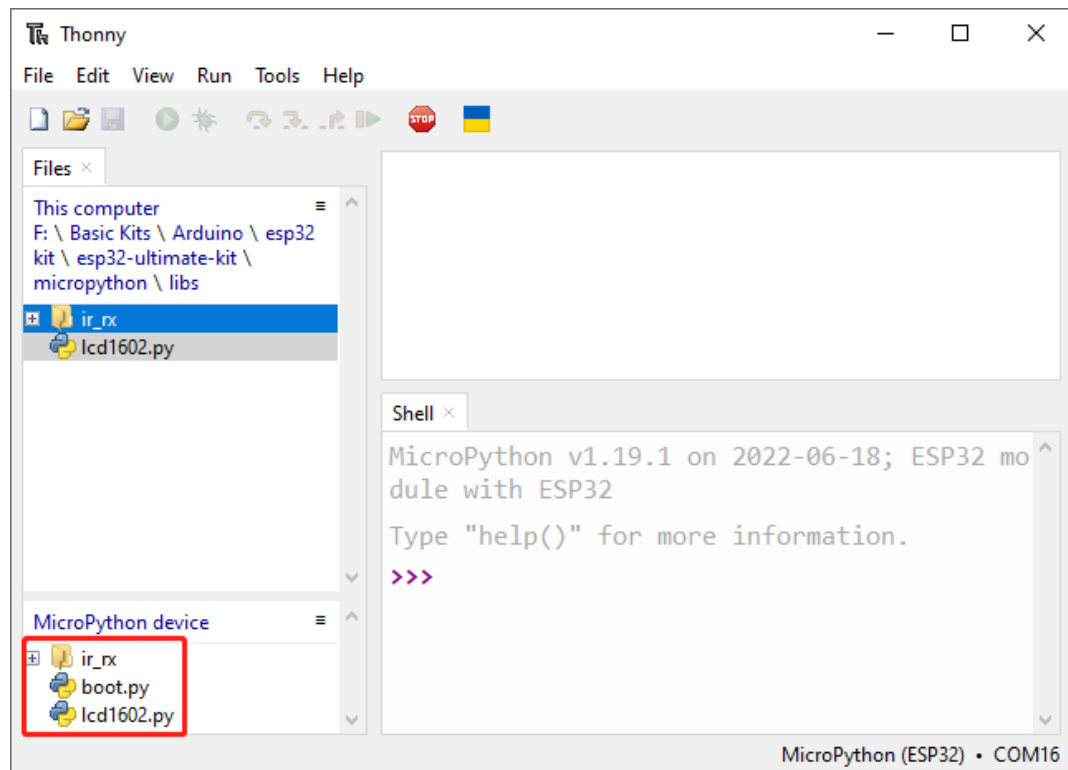 Thonny
File Edit View Run Tools Help
STOP
Files
This computer
F: \ Basic Kits \ Arduino \ esp32
kit \ esp32-ultimate-kit \
micropython \ libs
ir_rx
lcd1602.py
MicroPython device
ir_rx
boot.py
lcd1602.py
Shell
MicroPython v1.19.1 on 2022-06-18; ESP32 mo
dule with ESP32
Type "help()" for more information.
>>>
MicroPython (ESP32) • COM16